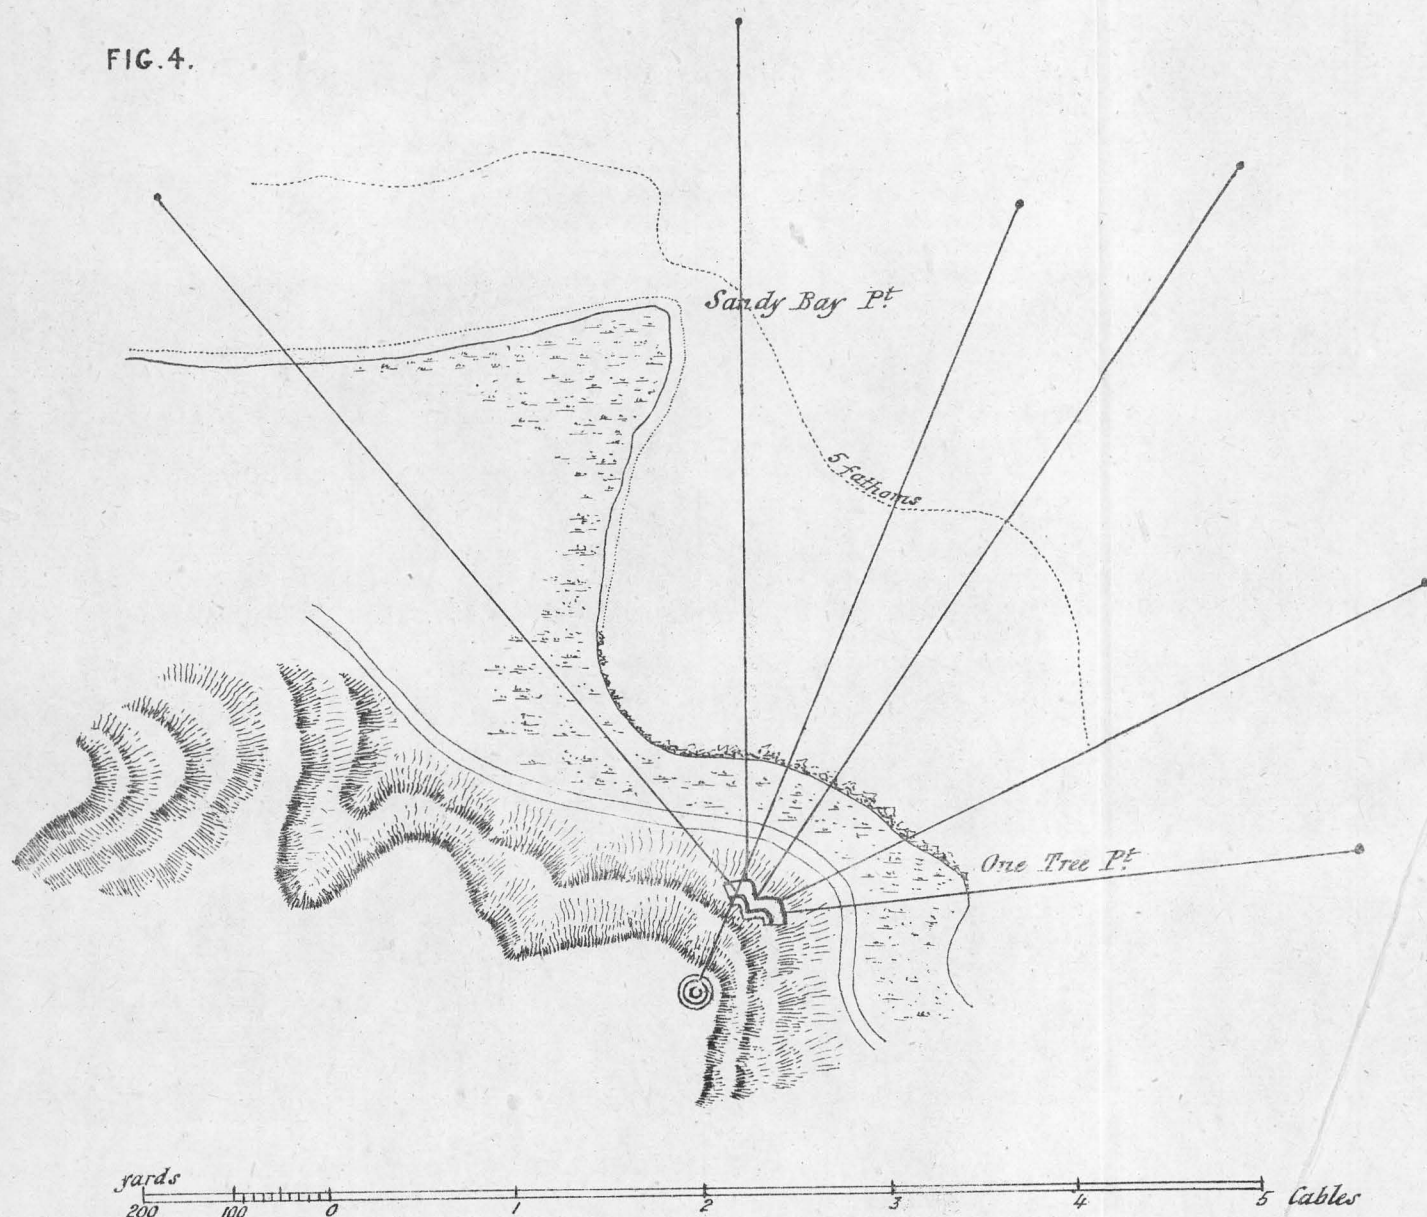 FIG.4.
Sandy Bay Pt.
5 fathoms
One Tree Pt.
yards
200 100 0 1 2 3 4 5 Cables